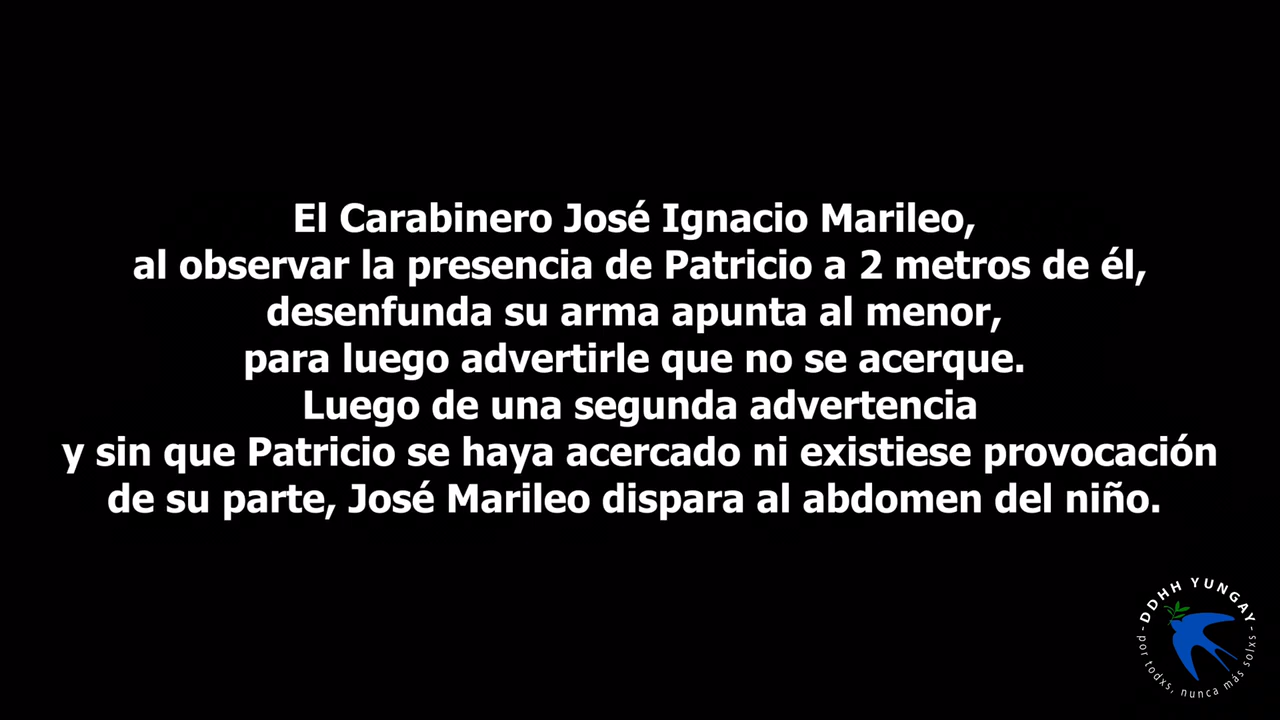 El Carabinero José Ignacio Marileo,
al observar la presencia de Patricio a 2 metros de él,
desenfunda su arma apunta al menor,
para luego advertirle que no se acerque.
Luego de una segunda advertencia
y sin que Patricio se haya acercado ni existiese provocación
de su parte, José Marileo dispara al abdomen del niño.
-DDHH YUNGAY-
por todxs, nunca más solxs